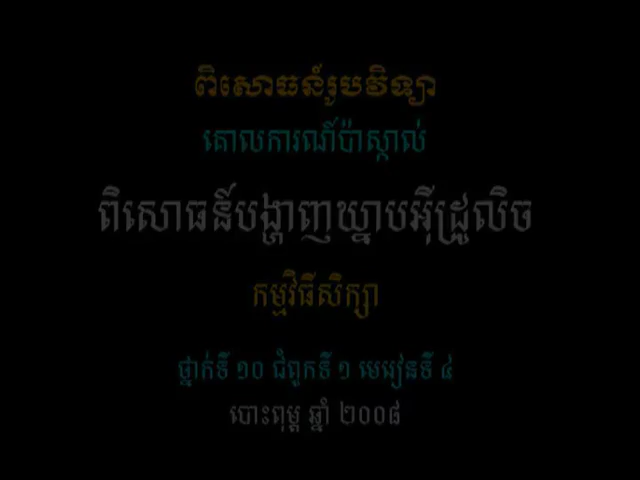 ពិសោធន៍រូបវិទ្យា
គោលការណ៍ប៉ាស្កាល់
ពិសោធន៍បង្ហាញឃ្នាបអ៊ីដ្រូលិច
កម្មវិធីសិក្សា
ថ្នាក់ទី ១០ ជំពូកទី ១ មេរៀនទី ៤
បោះពុម្ព ឆ្នាំ ២០០៨